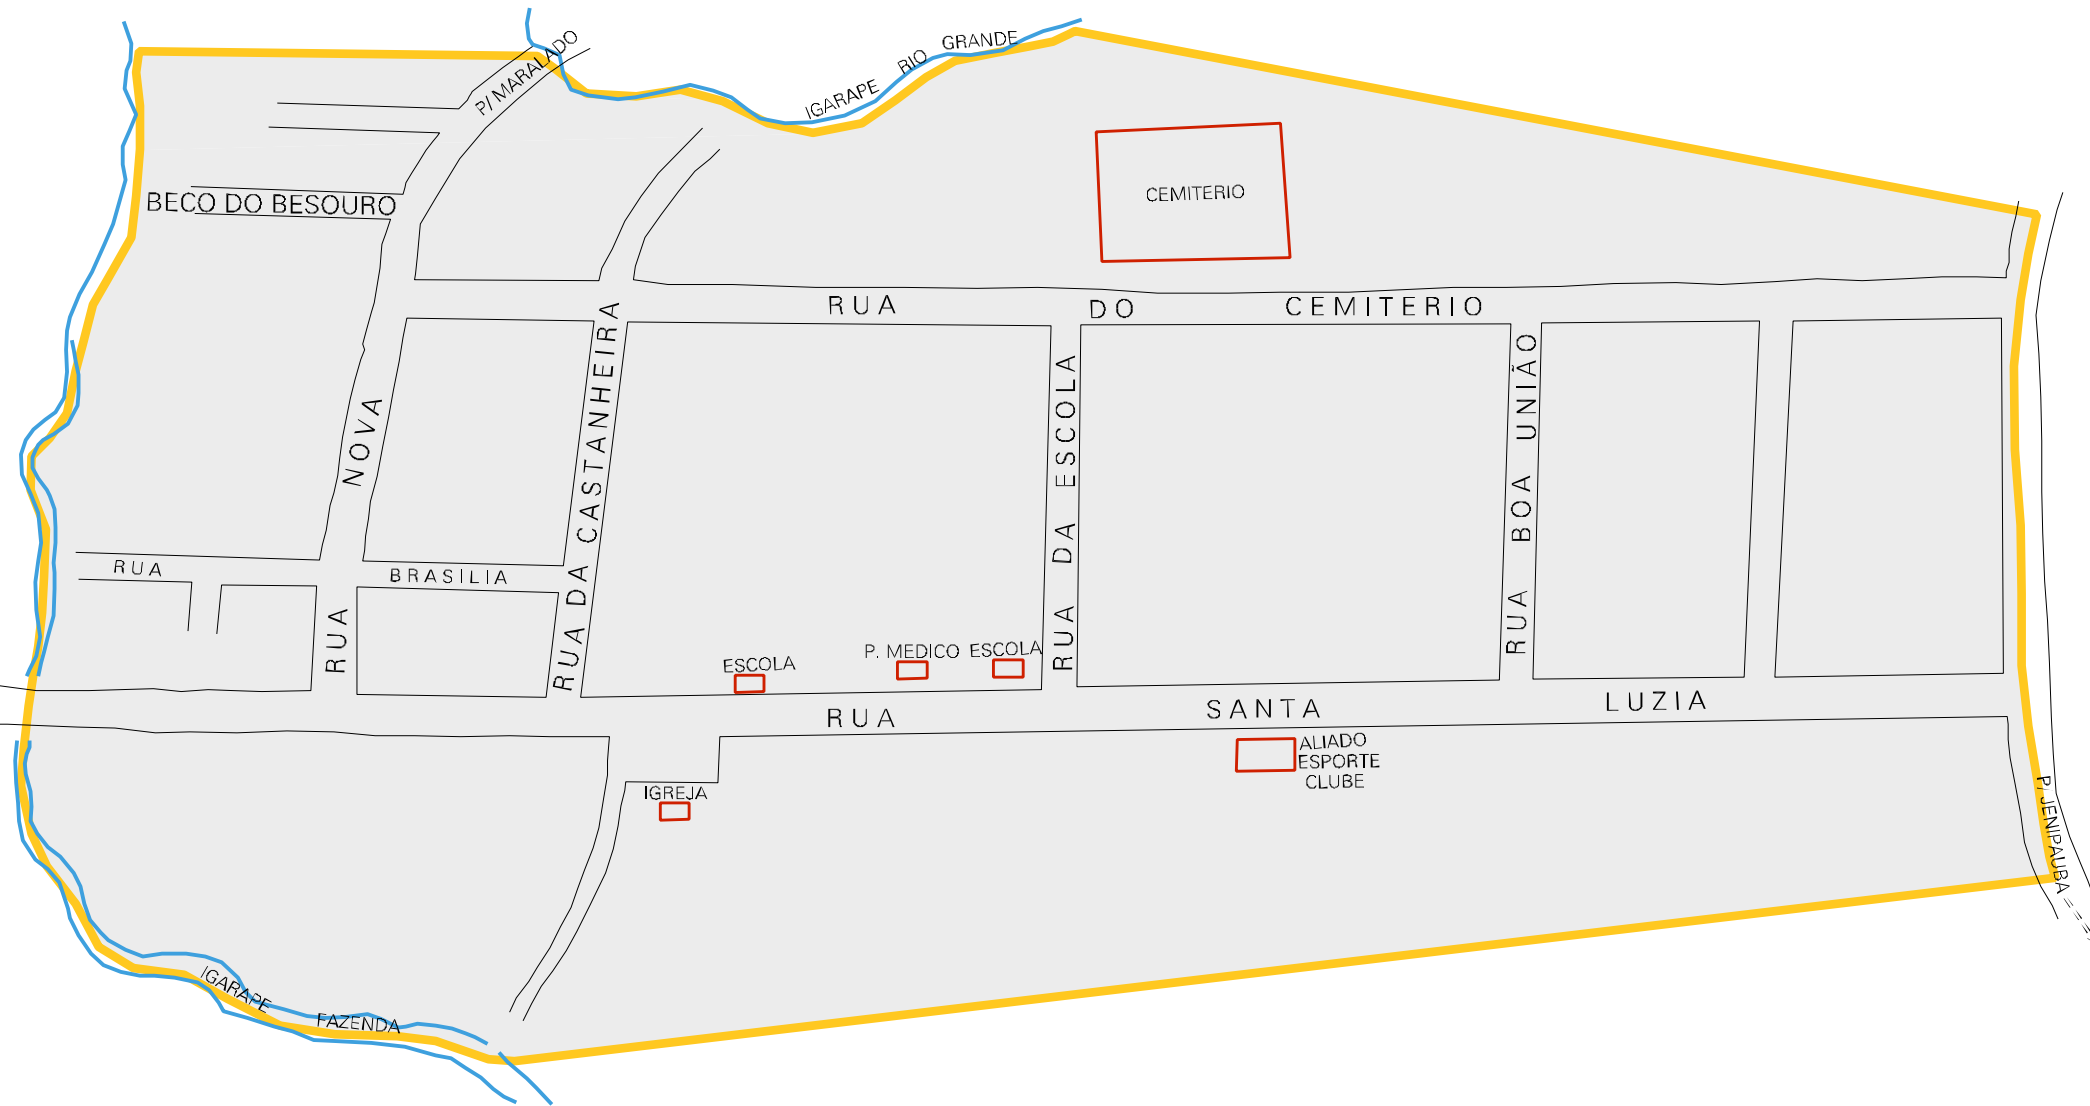 P/ MARALADO
IGARAPE RIO GRANDE
CEMITERIO
BECO DO BESOURO
RUA DO CEMITERIO
RUA NOVA
RUA DA CASTANHEIRA
RUA DA ESCOLA
RUA BOA UNIÃO
RUA BRASILIA
ESCOLA
P. MEDICO
ESCOLA
RUA SANTA LUZIA
ALIADO
ESPORTE
CLUBE
IGREJA
P/ JENIPAUBA
IGARAPE FAZENDA